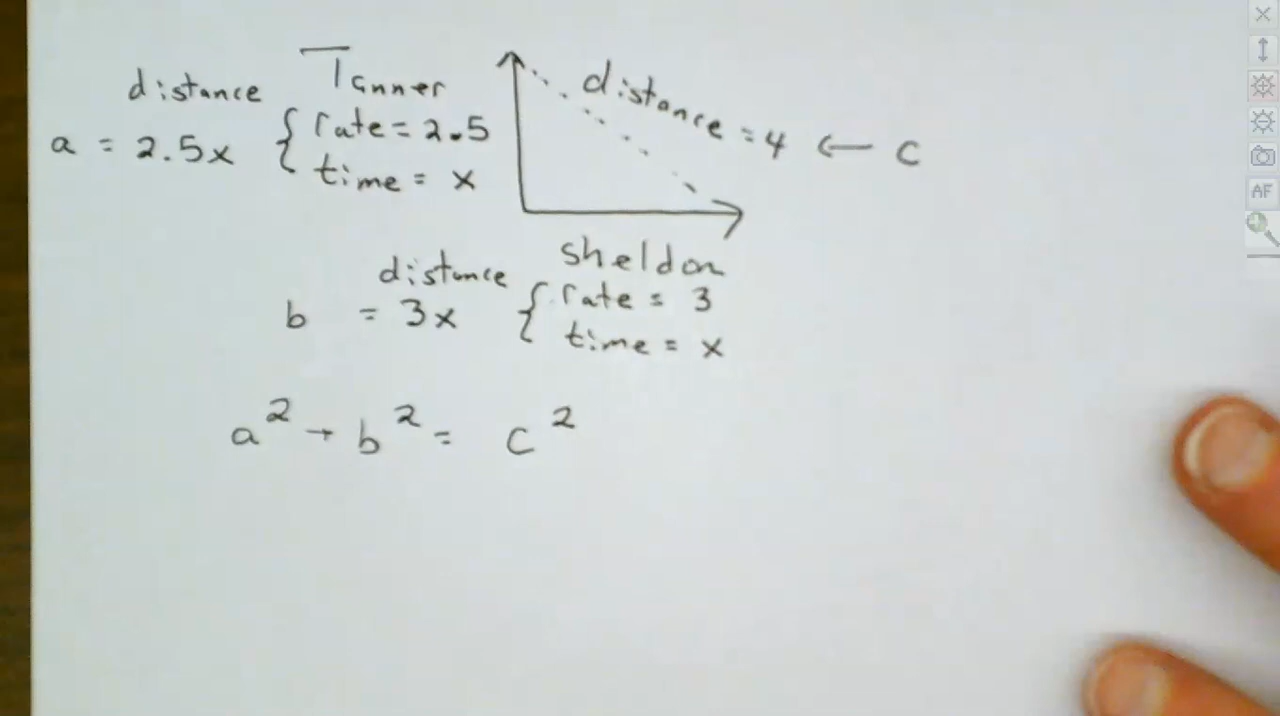 Tanner
distance
rate = 2.5
a = 2.5x
time = x
distance = 4 ← c
sheldon
distance
rate = 3
b = 3x
time = x
a² + b² = c²
AF